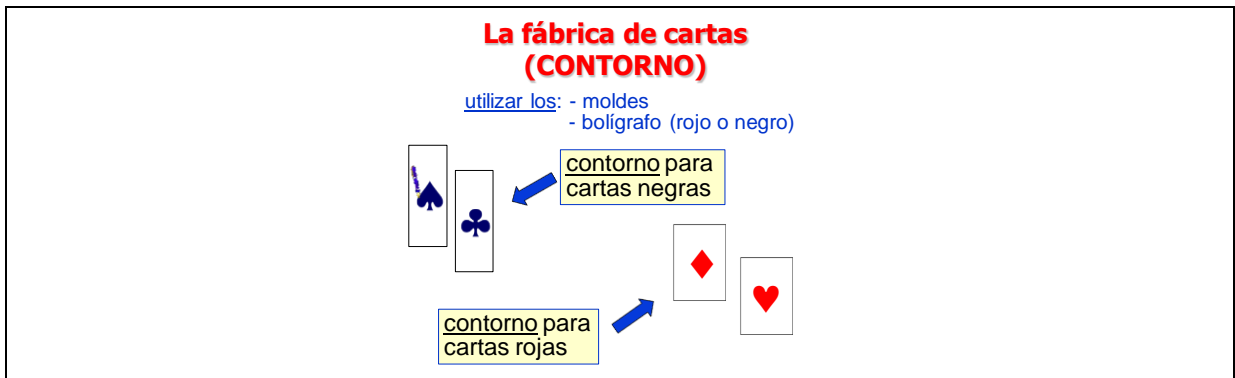 La fábrica de cartas
(CONTORNO)
utilizar los: - moldes
- bolígrafo (rojo o negro)
contorno para
cartas negras
contorno para
cartas rojas